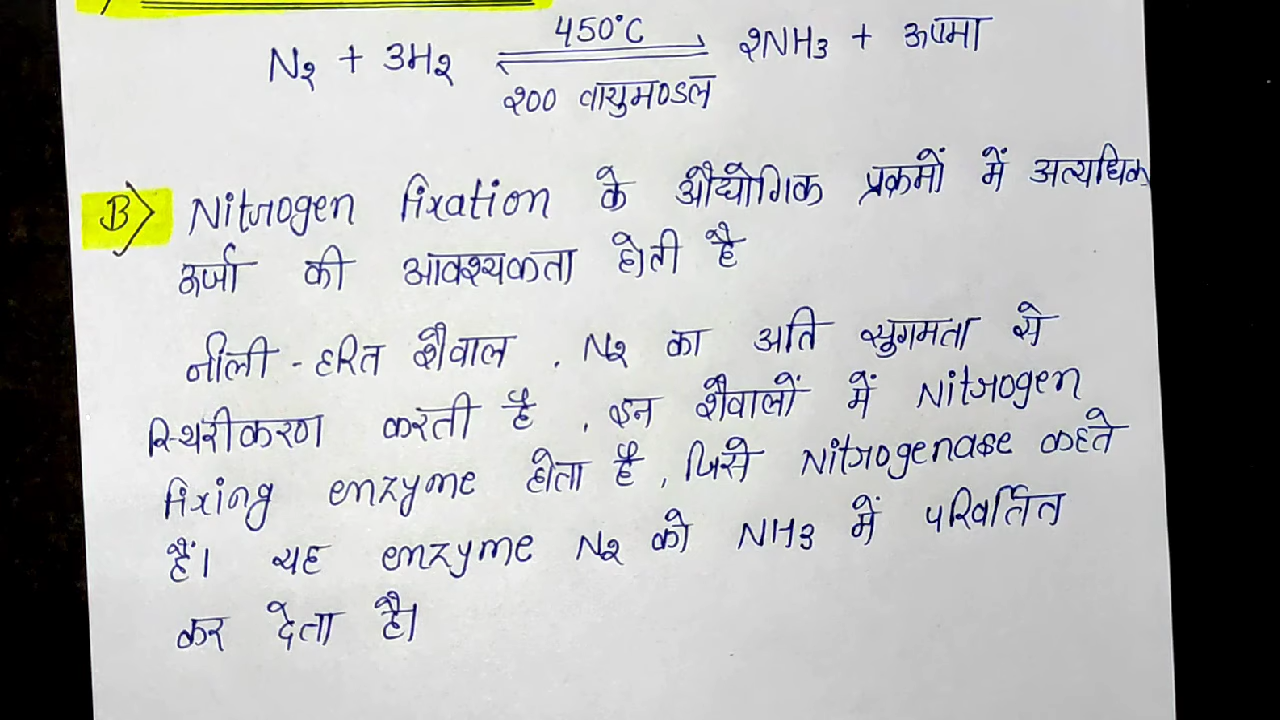 450°C
N2 + 3H2 ⇌ 2NH3 + ऊष्मा
200 वायुमण्डल
B> Nitrogen fixation के औद्योगिक प्रक्रमों में अत्यधिक
ऊर्जा की आवश्यकता होती है
नीली - हरित शैवाल , N2 का अति सुगमता से
स्थिरीकरण करती है , इन शैवालों में Nitrogen
fixing enzyme होता है , जिसे Nitrogenase कहते
हैं। यह enzyme N2 को NH3 में परिवर्तित
कर देता है।